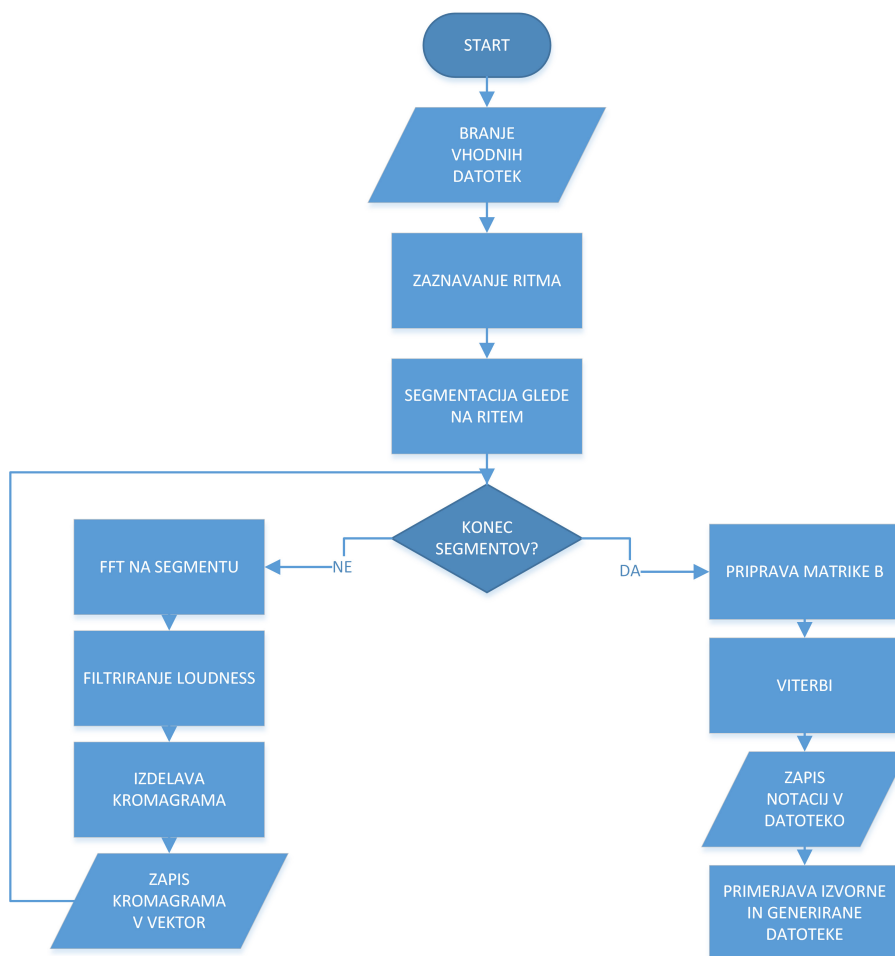 START
BRANJE
VHODNIH
DATOTEK
ZAZNAVANJE RITMA
SEGMENTACIJA GLEDE
NA RITEM
KONEC
SEGMENTOV?
NE
DA
FFT NA SEGMENTU
FILTRIRANJE LOUDNESS
IZDELAVA
KROMAGRAMA
ZAPIS
KROMAGRAMA
V VEKTOR
PRIPRAVA MATRIKE B
VITERBI
ZAPIS
NOTACIJ V
DATOTEKO
PRIMERJAVA IZVORNE
IN GENERIRANE
DATOTEKE